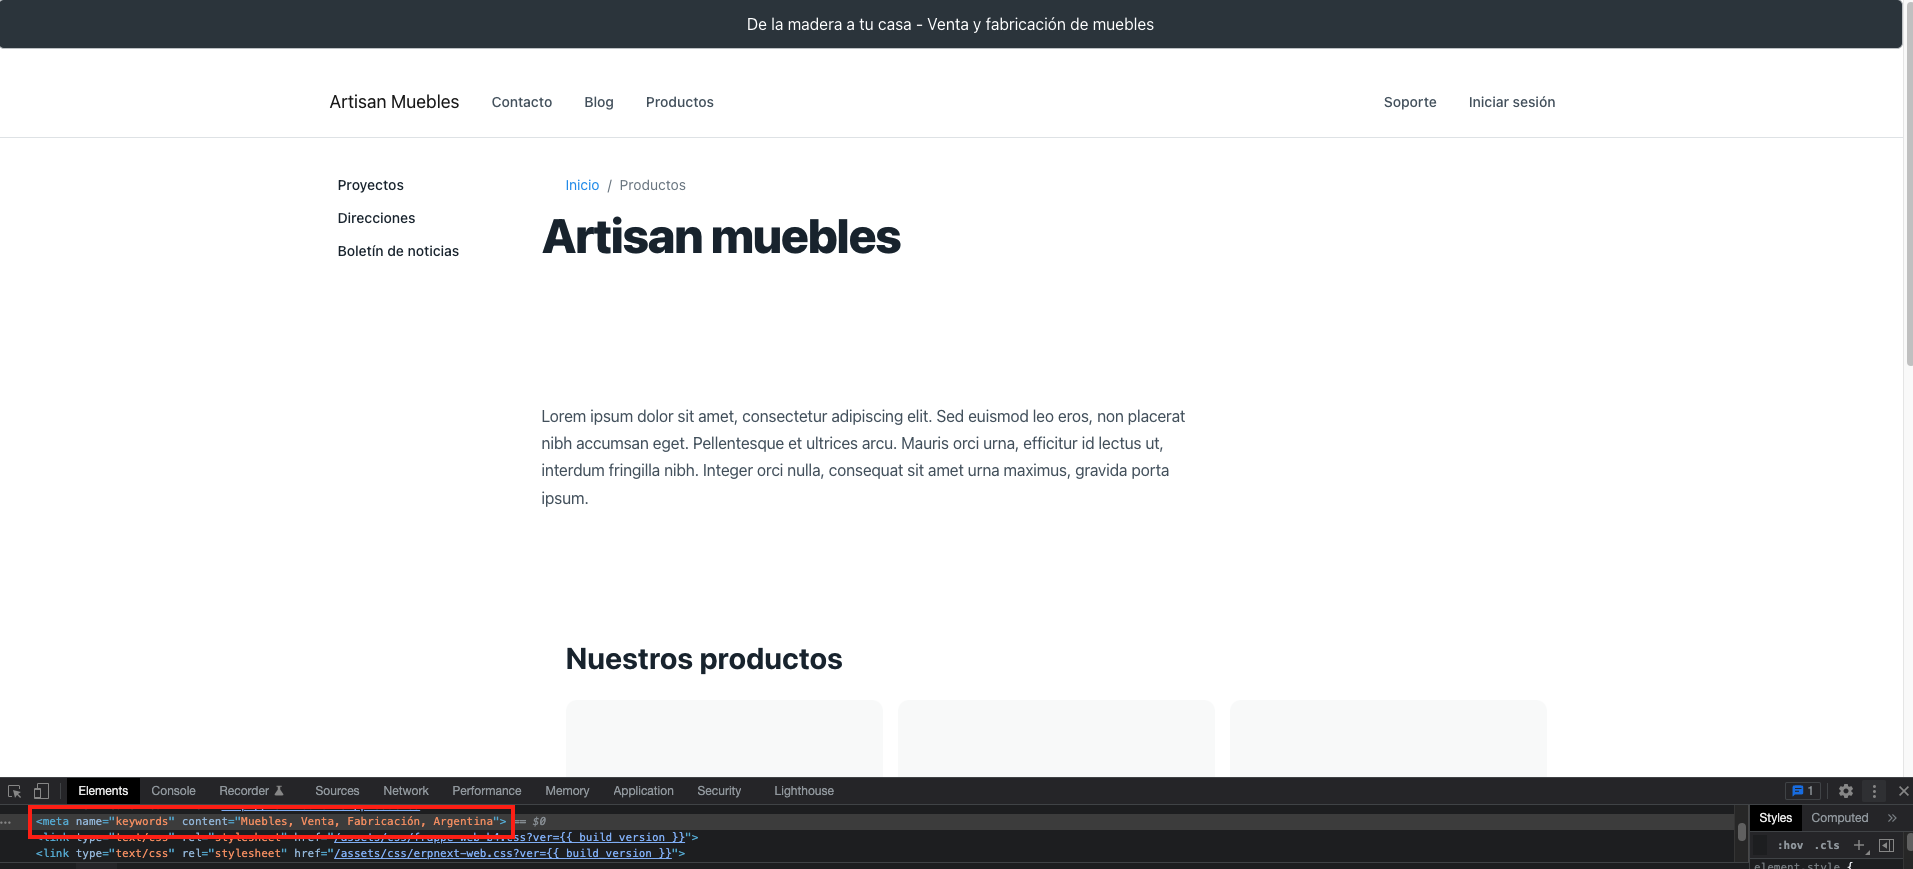 De la madera a tu casa - Venta y fabricación de muebles
Artisan Muebles Contacto Blog Productos Soporte Iniciar sesión
Proyectos
Direcciones
Boletín de noticias
Inicio / Productos
Artisan muebles
Lorem ipsum dolor sit amet, consectetur adipiscing elit. Sed euismod leo eros, non placerat
nibh accumsan eget. Pellentesque et ultrices arcu. Mauris orci urna, efficitur id lectus ut,
interdum fringilla nibh. Integer orci nulla, consequat sit amet urna maximus, gravida porta
ipsum.
Nuestros productos
Elements Console Recorder Sources Network Performance Memory Application Security Lighthouse 1
<meta name="keywords" content="Muebles, Venta, Fabricación, Argentina"> == $0
<link type="text/css" rel="stylesheet" href="/assets/css/frappe-web-b4.css?ver={{ build_version }}">
<link type="text/css" rel="stylesheet" href="/assets/css/erpnext-web.css?ver={{ build_version }}">
Styles Computed »
:hov .cls +
element.style {